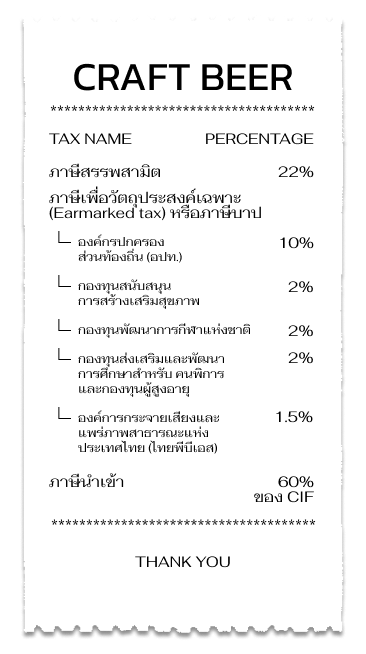 CRAFT BEER
**************************************
TAX NAME PERCENTAGE
ภาษีสรรพสามิต 22%
ภาษีเพื่อวัตถุประสงค์เฉพาะ
(Earmarked tax) หรือภาษีบาป
องค์กรปกครอง 10%
ส่วนท้องถิ่น (อปท.)
กองทุนสนับสนุน 2%
การสร้างเสริมสุขภาพ
กองทุนพัฒนาการกีฬาแห่งชาติ 2%
กองทุนส่งเสริมและพัฒนา 2%
การศึกษาสำหรับ คนพิการ
และกองทุนผู้สูงอายุ
องค์การกระจายเสียงและ 1.5%
แพร่ภาพสาธารณะแห่ง
ประเทศไทย (ไทยพีบีเอส)
ภาษีนำเข้า 60%
ของ CIF
**************************************
THANK YOU